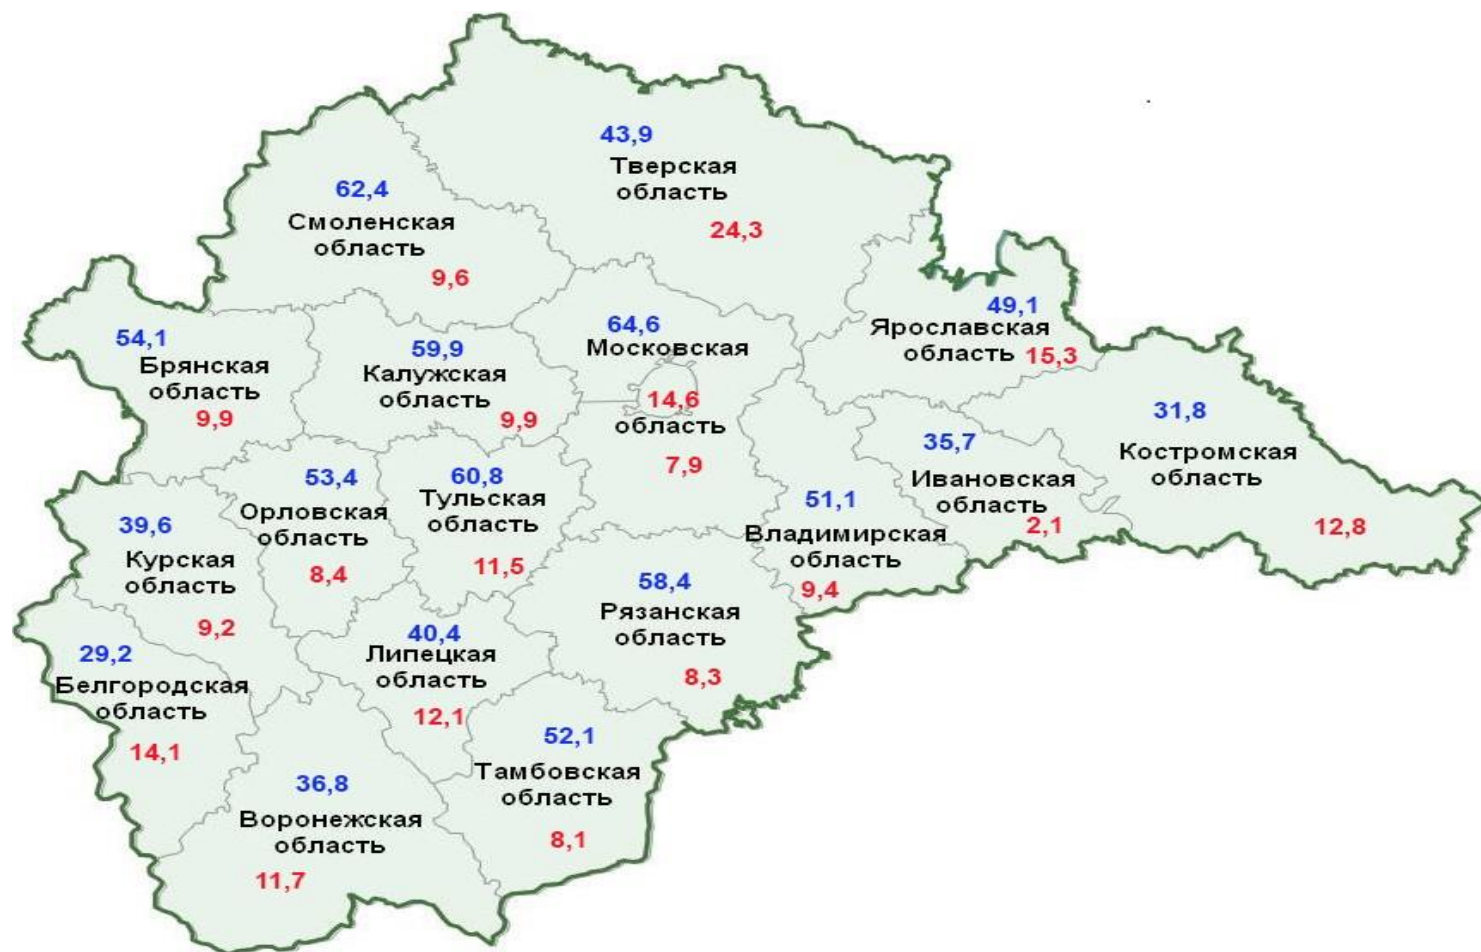 43,9
Тверская
область
24,3
62,4
Смоленская
область
9,6
49,1
Ярославская
область
15,3
54,1
Брянская
область
9,9
59,9
Калужская
область
9,9
64,6
Московская
14,6
область
7,9
31,8
Костромская
область
12,8
35,7
Ивановская
область
2,1
51,1
Владимирская
область
9,4
53,4
Орловская
область
8,4
60,8
Тульская
область
11,5
39,6
Курская
область
9,2
58,4
Рязанская
область
8,3
40,4
Липецкая
область
12,1
29,2
Белгородская
область
14,1
52,1
Тамбовская
область
8,1
36,8
Воронежская
область
11,7